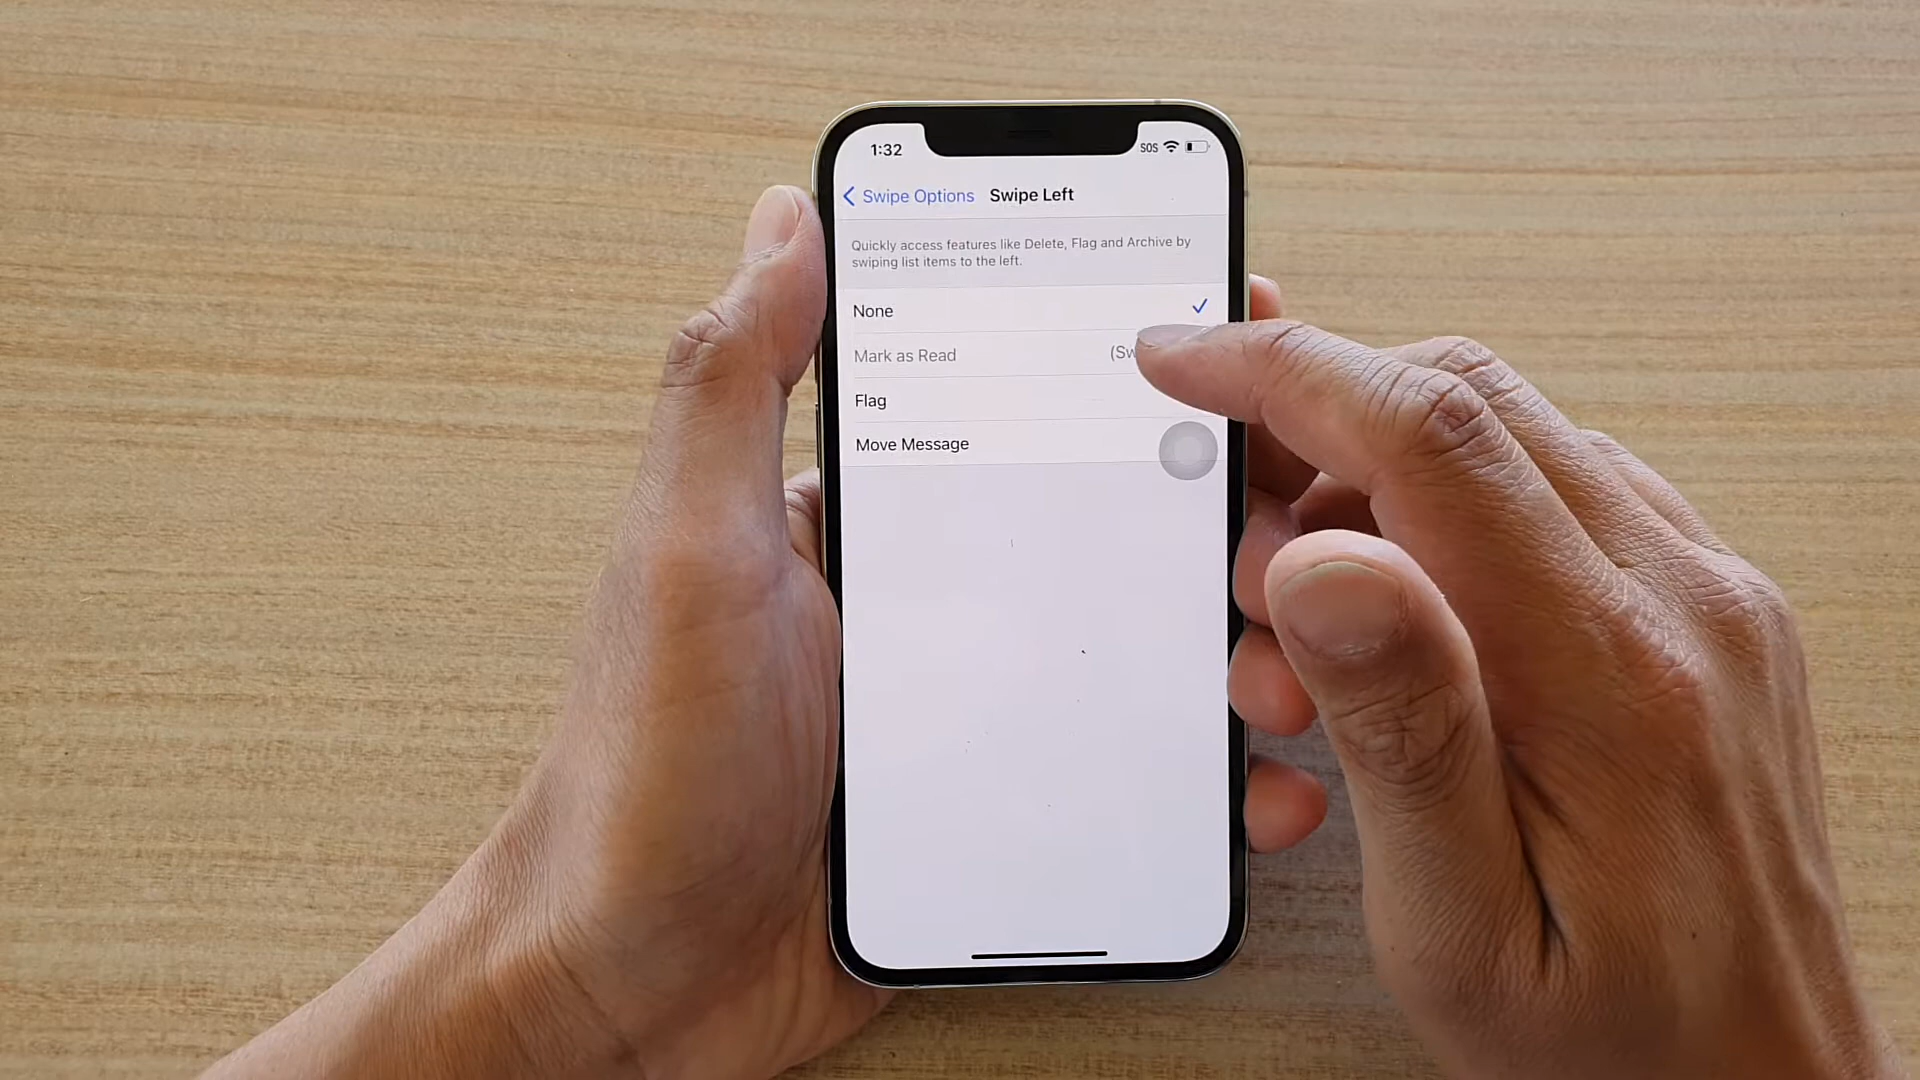 1:32
SOS
Swipe Options
Swipe Left
Quickly access features like Delete, Flag and Archive by
swiping list items to the left.
None
Mark as Read
Flag
Move Message